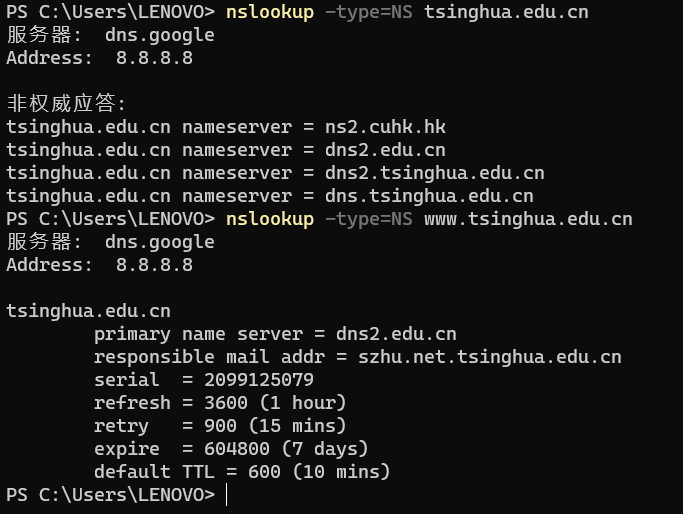 PS C:\Users\LENOVO> nslookup -type=NS tsinghua.edu.cn
服务器:  dns.google
Address:  8.8.8.8
非权威应答:
tsinghua.edu.cn nameserver = ns2.cuhk.hk
tsinghua.edu.cn nameserver = dns2.edu.cn
tsinghua.edu.cn nameserver = dns2.tsinghua.edu.cn
tsinghua.edu.cn nameserver = dns.tsinghua.edu.cn
PS C:\Users\LENOVO> nslookup -type=NS www.tsinghua.edu.cn
服务器:  dns.google
Address:  8.8.8.8
tsinghua.edu.cn
        primary name server = dns2.edu.cn
        responsible mail addr = szhu.net.tsinghua.edu.cn
        serial  = 2099125079
        refresh = 3600 (1 hour)
        retry   = 900 (15 mins)
        expire  = 604800 (7 days)
        default TTL = 600 (10 mins)
PS C:\Users\LENOVO>